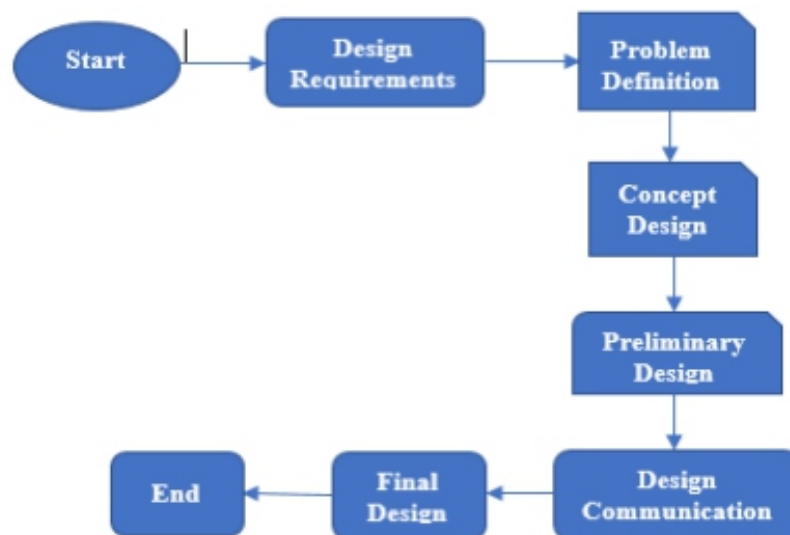 Start
Design
Requirements
Problem
Definition
Concept
Design
Preliminary
Design
Design
Communication
Final
Design
End